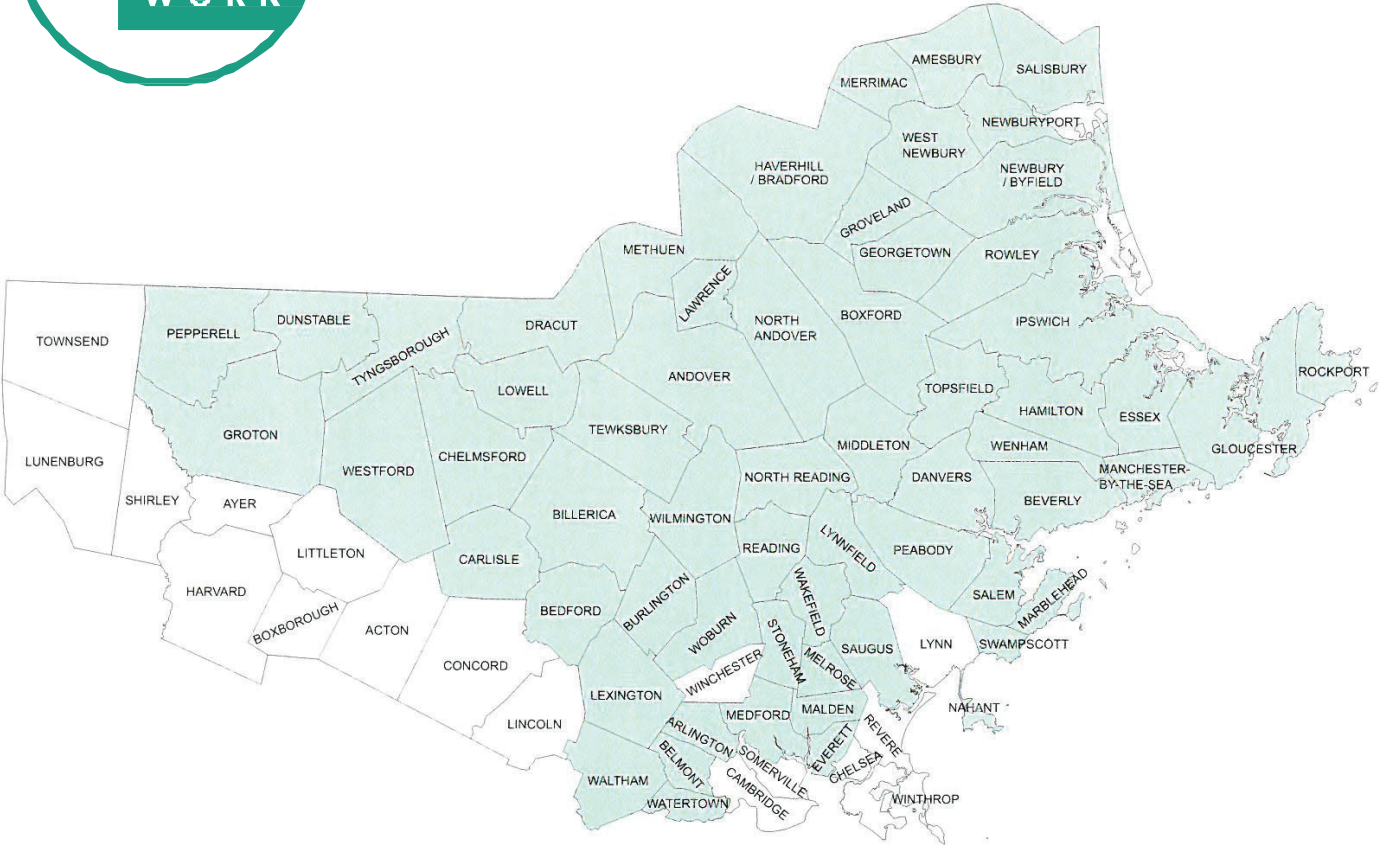 WORK
AMESBURY
SALISBURY
MERRIMAC
NEWBURYPORT
WEST
NEWBURY
HAVERHILL
/ BRADFORD
NEWBURY
/ BYFIELD
GROVELAND
METHUEN
GEORGETOWN
ROWLEY
LAWRENCE
TOWNSEND
PEPPERELL
DUNSTABLE
TYNGSBOROUGH
DRACUT
NORTH
ANDOVER
BOXFORD
IPSWICH
ROCKPORT
LOWELL
ANDOVER
TOPSFIELD
HAMILTON
ESSEX
GROTON
TEWKSBURY
MIDDLETON
WENHAM
GLOUCESTER
LUNENBURG
WESTFORD
CHELMSFORD
NORTH READING
DANVERS
MANCHESTER-
BY-THE-SEA
SHIRLEY
AYER
BILLERICA
WILMINGTON
BEVERLY
LITTLETON
CARLISLE
READING
LYNNFIELD
PEABODY
HARVARD
BOXBOROUGH
ACTON
BEDFORD
BURLINGTON
WOBURN
WAKEFIELD
SALEM
MARBLEHEAD
CONCORD
WINCHESTER
STONEHAM
MELROSE
SAUGUS
LYNN
SWAMPSCOTT
LINCOLN
LEXINGTON
MEDFORD
MALDEN
NAHANT
ARLINGTON
EVERETT
REVERE
WALTHAM
BELMONT
SOMERVILLE
CHELSEA
WATERTOWN
CAMBRIDGE
WINTHROP